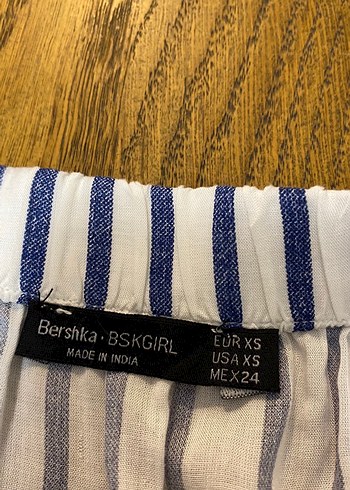 Bershka · BSKGIRL
MADE IN INDIA
EUR XS
USA XS
MEX 24